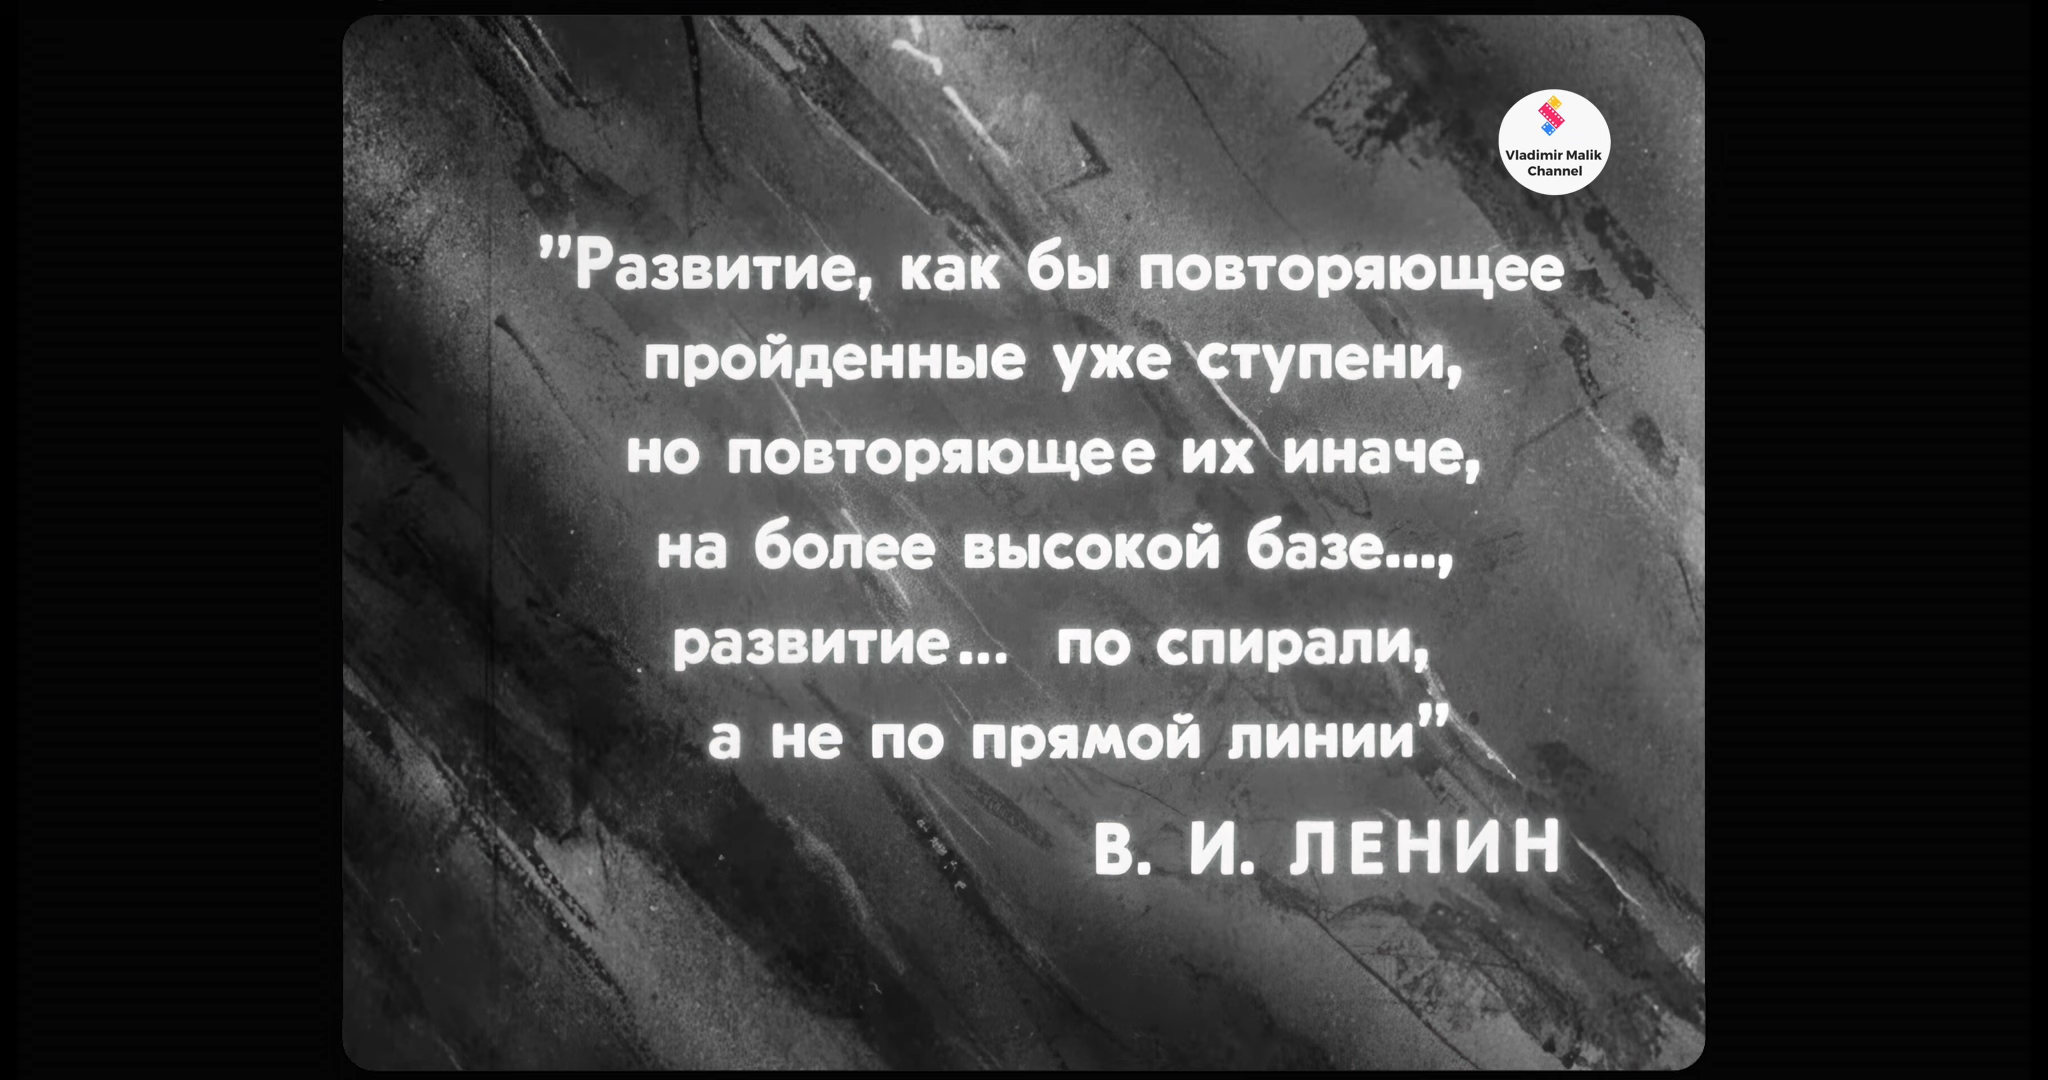 Vladimir Malik
Channel
”Развитие, как бы повторяющее
пройденные уже ступени,
но повторяющее их иначе,
на более высокой базе...,
развитие... по спирали,
а не по прямой линии”
В. И. ЛЕНИН